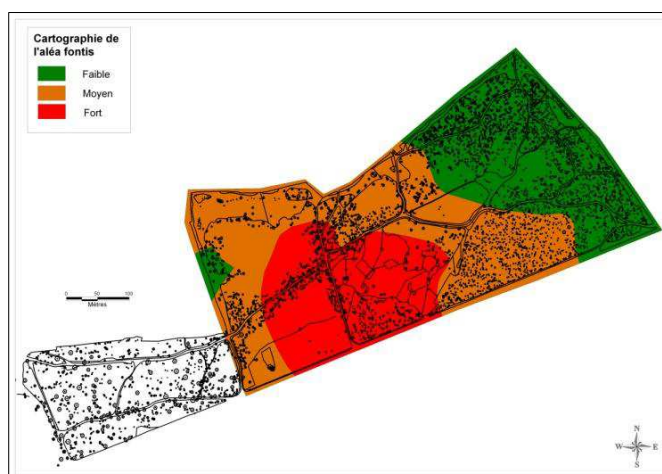 Cartographie de
l'aléa fontis
Faible
Moyen
Fort
0 50 100
Mètres
N
W E
S